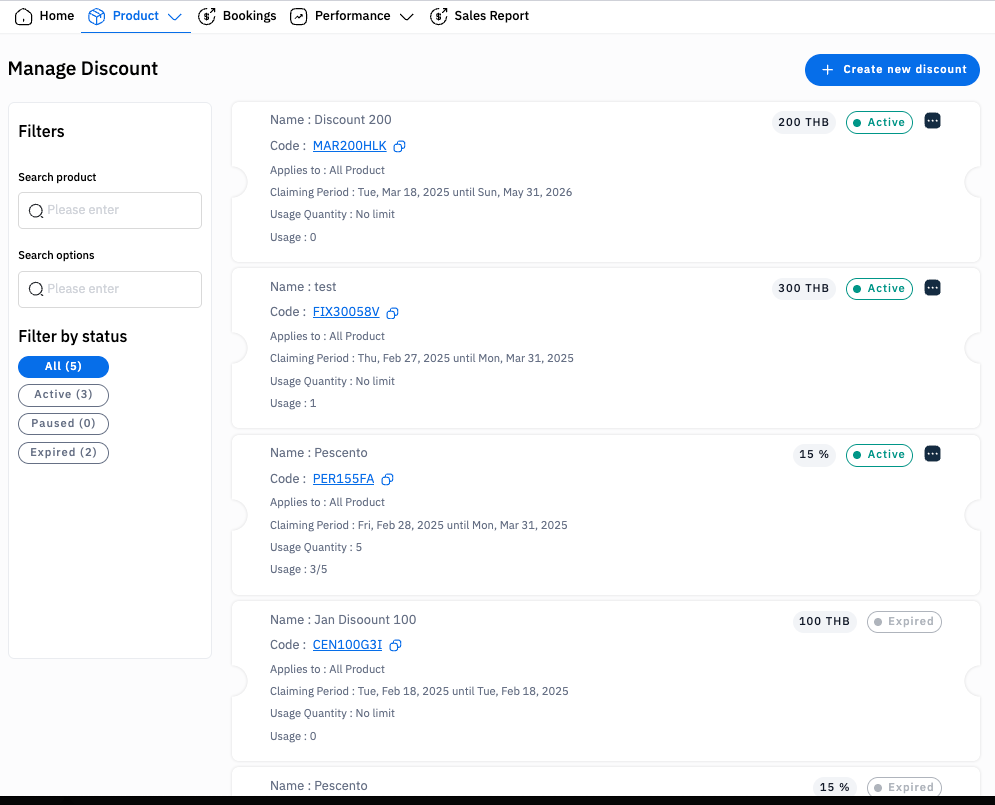 Home Product Bookings Performance Sales Report
Manage Discount
+ Create new discount
Filters
Search product
Please enter
Search options
Please enter
Filter by status
All (5)
Active (3)
Paused (0)
Expired (2)
Name : Discount 200
200 THB Active
Code : MAR200HLK
Applies to : All Product
Claiming Period : Tue, Mar 18, 2025 until Sun, May 31, 2026
Usage Quantity : No limit
Usage : 0
Name : test
300 THB Active
Code : FIX30058V
Applies to : All Product
Claiming Period : Thu, Feb 27, 2025 until Mon, Mar 31, 2025
Usage Quantity : No limit
Usage : 1
Name : Pescento
15 % Active
Code : PER155FA
Applies to : All Product
Claiming Period : Fri, Feb 28, 2025 until Mon, Mar 31, 2025
Usage Quantity : 5
Usage : 3/5
Name : Jan Disoount 100
100 THB Expired
Code : CEN100G3I
Applies to : All Product
Claiming Period : Tue, Feb 18, 2025 until Tue, Feb 18, 2025
Usage Quantity : No limit
Usage : 0
Name : Pescento
15 % Expired